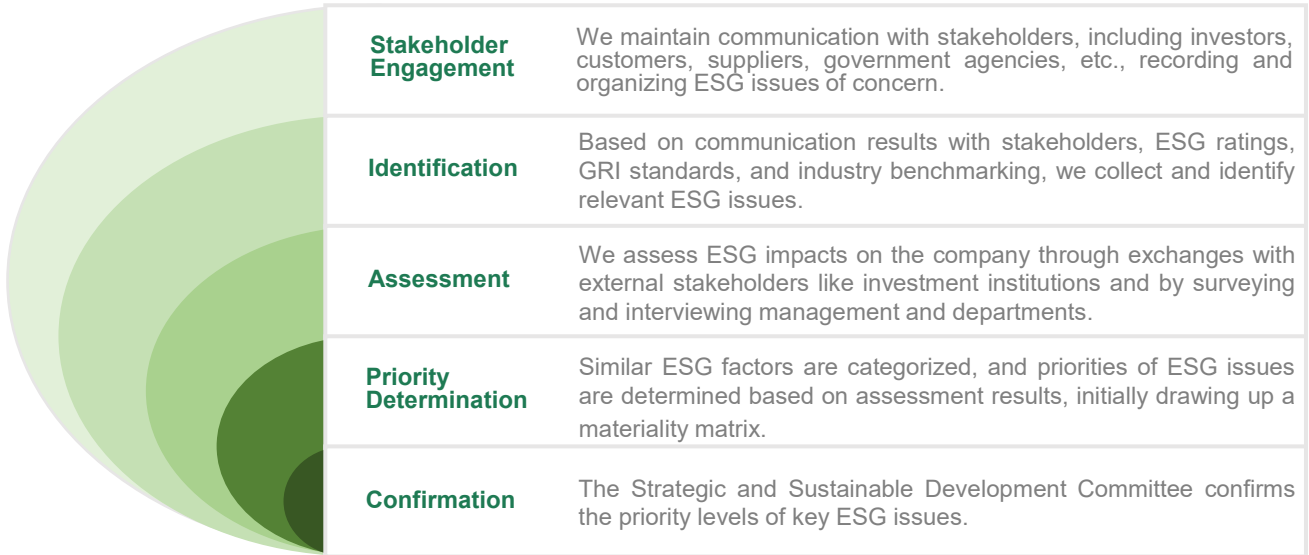 Stakeholder
Engagement
We maintain communication with stakeholders, including investors,
customers, suppliers, government agencies, etc., recording and
organizing ESG issues of concern.
Identification
Based on communication results with stakeholders, ESG ratings,
GRI standards, and industry benchmarking, we collect and identify
relevant ESG issues.
Assessment
We assess ESG impacts on the company through exchanges with
external stakeholders like investment institutions and by surveying
and interviewing management and departments.
Priority
Determination
Similar ESG factors are categorized, and priorities of ESG issues
are determined based on assessment results, initially drawing up a
materiality matrix.
Confirmation
The Strategic and Sustainable Development Committee confirms
the priority levels of key ESG issues.